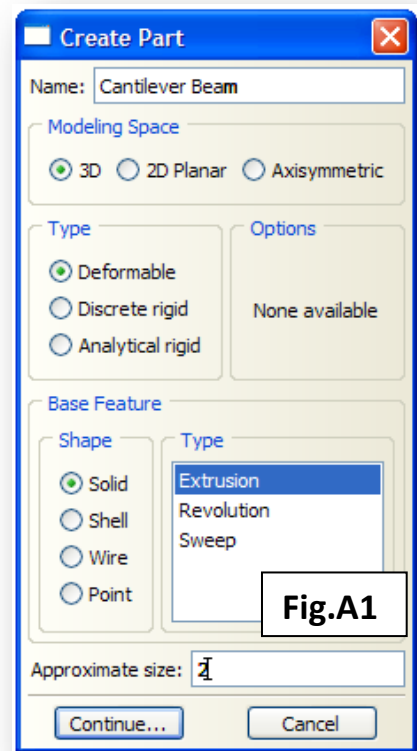 Create Part
Name: Cantilever Beam
Modeling Space
3D 2D Planar Axisymmetric
Type
Options
Deformable
Discrete rigid
Analytical rigid
None available
Base Feature
Shape
Type
Solid
Shell
Wire
Point
Extrusion
Revolution
Sweep
Fig.A1
Approximate size: 2
Continue... Cancel